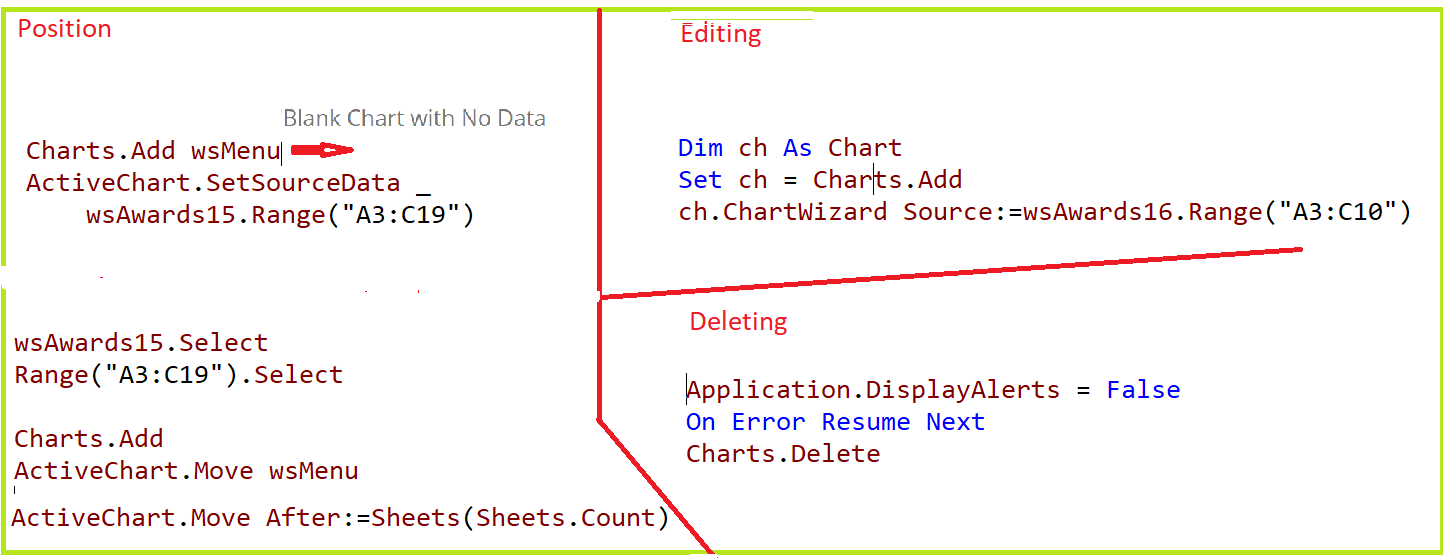 Position
Blank Chart with No Data
Charts.Add wsMenu
ActiveChart.SetSourceData _
wsAwards15.Range("A3:C19")
wsAwards15.Select
Range("A3:C19").Select
Charts.Add
ActiveChart.Move wsMenu
ActiveChart.Move After:=Sheets(Sheets.Count)
Editing
Dim ch As Chart
Set ch = Charts.Add
ch.ChartWizard Source:=wsAwards16.Range("A3:C10")
Deleting
Application.DisplayAlerts = False
On Error Resume Next
Charts.Delete